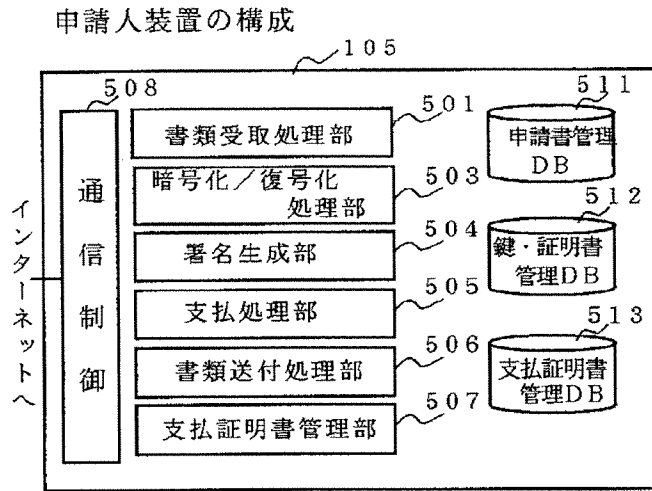 申請人装置の構成
105
508
通信制御
インターネットへ
501
書類受取処理部
503
暗号化／復号化
処理部
504
署名生成部
505
支払処理部
506
書類送付処理部
507
支払証明書管理部
511
申請書管理
DB
512
鍵・証明書
管理DB
513
支払証明書
管理DB